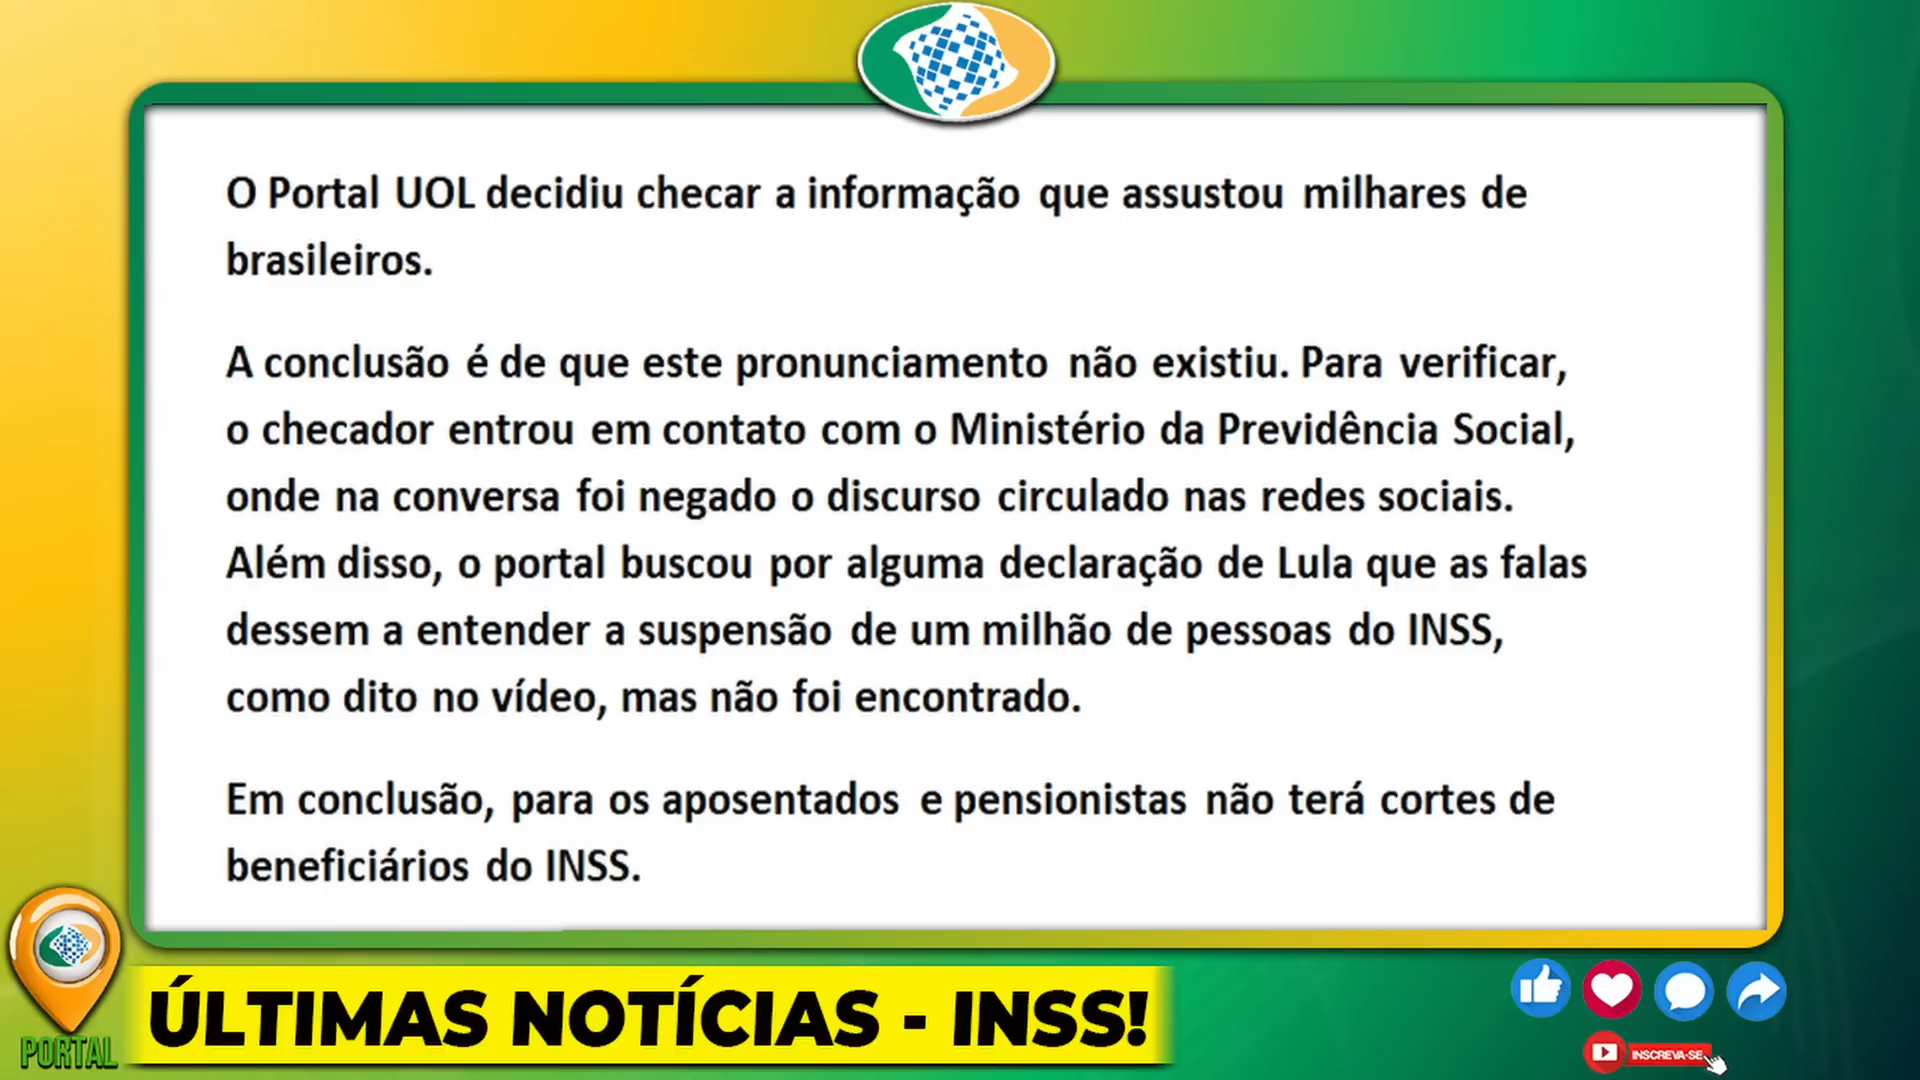 O Portal UOL decidiu checar a informação que assustou milhares de
brasileiros.
A conclusão é de que este pronunciamento não existiu. Para verificar,
o checador entrou em contato com o Ministério da Previdência Social,
onde na conversa foi negado o discurso circulado nas redes sociais.
Além disso, o portal buscou por alguma declaração de Lula que as falas
dessem a entender a suspensão de um milhão de pessoas do INSS,
como dito no vídeo, mas não foi encontrado.
Em conclusão, para os aposentados e pensionistas não terá cortes de
beneficiários do INSS.
ÚLTIMAS NOTÍCIAS - INSS!
PORTAL
INSCREVA-SE